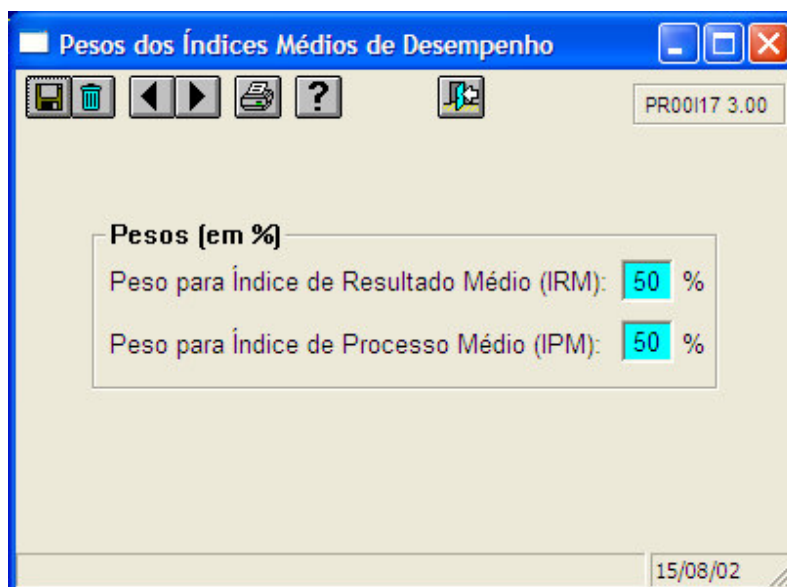 Pesos dos Índices Médios de Desempenho
?
PR00I17 3.00
Pesos (em %)
Peso para Índice de Resultado Médio (IRM): 50 %
Peso para Índice de Processo Médio (IPM): 50 %
15/08/02